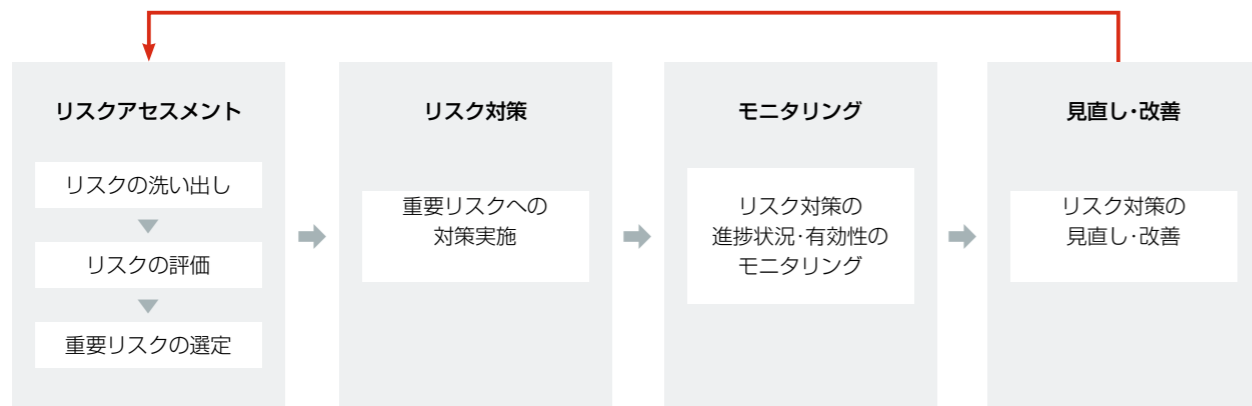 リスクアセスメント
リスクの洗い出し
リスクの評価
重要リスクの選定
リスク対策
重要リスクへの
対策実施
モニタリング
リスク対策の
進捗状況・有効性の
モニタリング
見直し・改善
リスク対策の
見直し・改善